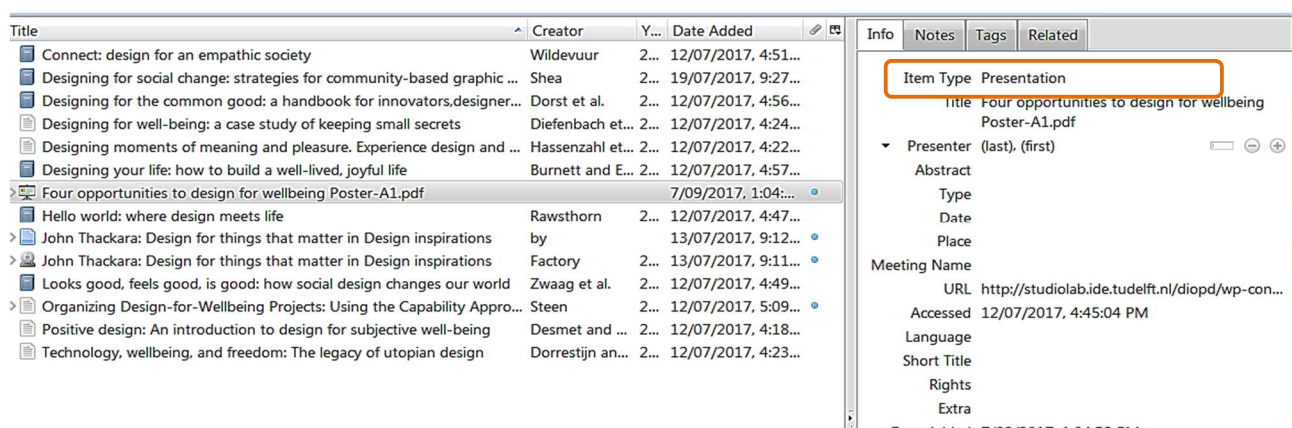 Title Creator Y... Date Added
Connect: design for an empathic society Wildevuur 2... 12/07/2017, 4:51...
Designing for social change: strategies for community-based graphic ... Shea 2... 19/07/2017, 9:27...
Designing for the common good: a handbook for innovators,designer... Dorst et al. 2... 12/07/2017, 4:56...
Designing for well-being: a case study of keeping small secrets Diefenbach et... 2... 12/07/2017, 4:24...
Designing moments of meaning and pleasure. Experience design and ... Hassenzahl et... 2... 12/07/2017, 4:22...
Designing your life: how to build a well-lived, joyful life Burnett and E... 2... 12/07/2017, 4:57...
Four opportunities to design for wellbeing Poster-A1.pdf 7/09/2017, 1:04:...
Hello world: where design meets life Rawsthorn 2... 12/07/2017, 4:47...
John Thackara: Design for things that matter in Design inspirations by 13/07/2017, 9:12...
John Thackara: Design for things that matter in Design inspirations Factory 2... 13/07/2017, 9:11...
Looks good, feels good, is good: how social design changes our world Zwaag et al. 2... 12/07/2017, 4:49...
Organizing Design-for-Wellbeing Projects: Using the Capability Appro... Steen 2... 12/07/2017, 5:09...
Positive design: An introduction to design for subjective well-being Desmet and ... 2... 12/07/2017, 4:18...
Technology, wellbeing, and freedom: The legacy of utopian design Dorrestijn an... 2... 12/07/2017, 4:23...
Info Notes Tags Related
Item Type Presentation
Title Four opportunities to design for wellbeing
Poster-A1.pdf
Presenter (last), (first)
Abstract
Type
Date
Place
Meeting Name
URL http://studiolab.ide.tudelft.nl/diopd/wp-con...
Accessed 12/07/2017, 4:45:04 PM
Language
Short Title
Rights
Extra